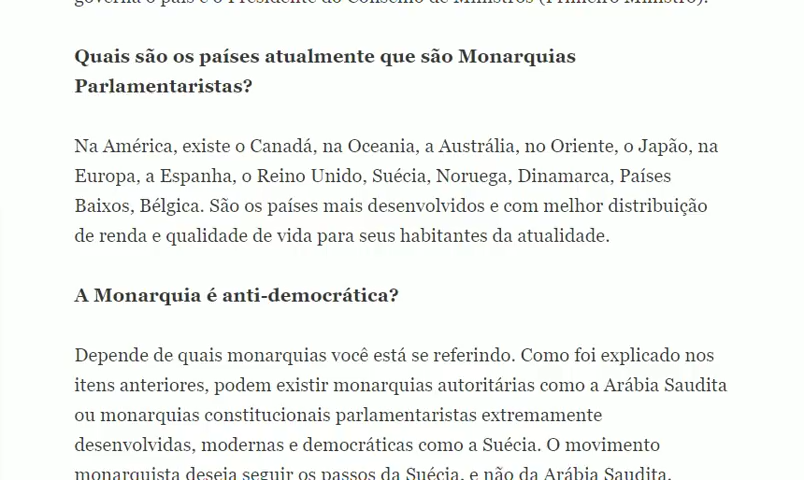 governa o país é o Presidente do Conselho de Ministros (Primeiro Ministro).
Quais são os países atualmente que são Monarquias
Parlamentaristas?
Na América, existe o Canadá, na Oceania, a Austrália, no Oriente, o Japão, na
Europa, a Espanha, o Reino Unido, Suécia, Noruega, Dinamarca, Países
Baixos, Bélgica. São os países mais desenvolvidos e com melhor distribuição
de renda e qualidade de vida para seus habitantes da atualidade.
A Monarquia é anti-democrática?
Depende de quais monarquias você está se referindo. Como foi explicado nos
itens anteriores, podem existir monarquias autoritárias como a Arábia Saudita
ou monarquias constitucionais parlamentaristas extremamente
desenvolvidas, modernas e democráticas como a Suécia. O movimento
monarquista deseja seguir os passos da Suécia, e não da Arábia Saudita.